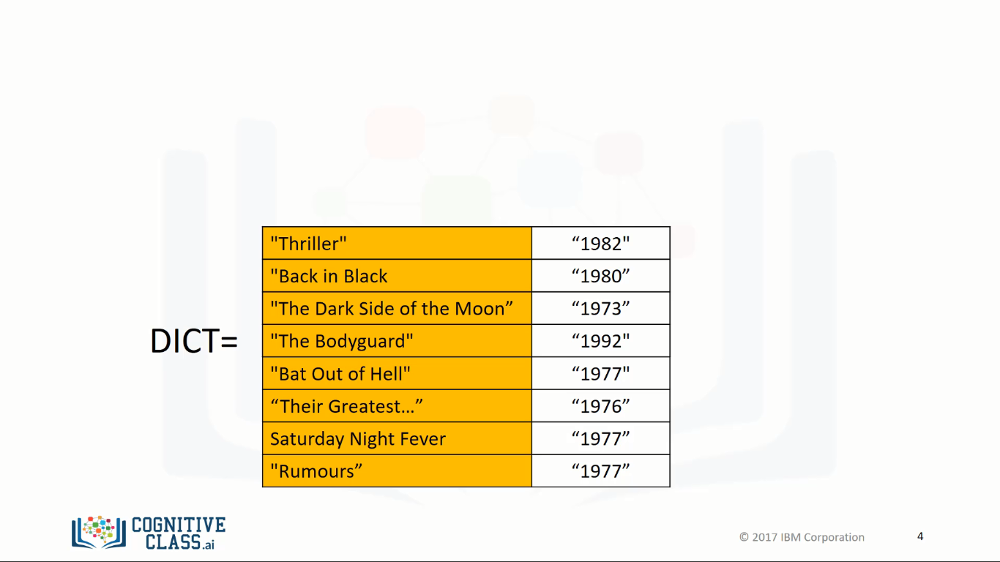 "Thriller" “1982"
"Back in Black “1980”
"The Dark Side of the Moon” “1973”
DICT=
"The Bodyguard" “1992”
"Bat Out of Hell" “1977"
“Their Greatest…” “1976”
Saturday Night Fever “1977”
"Rumours” “1977”
COGNITIVE
CLASS.ai
© 2017 IBM Corporation 4